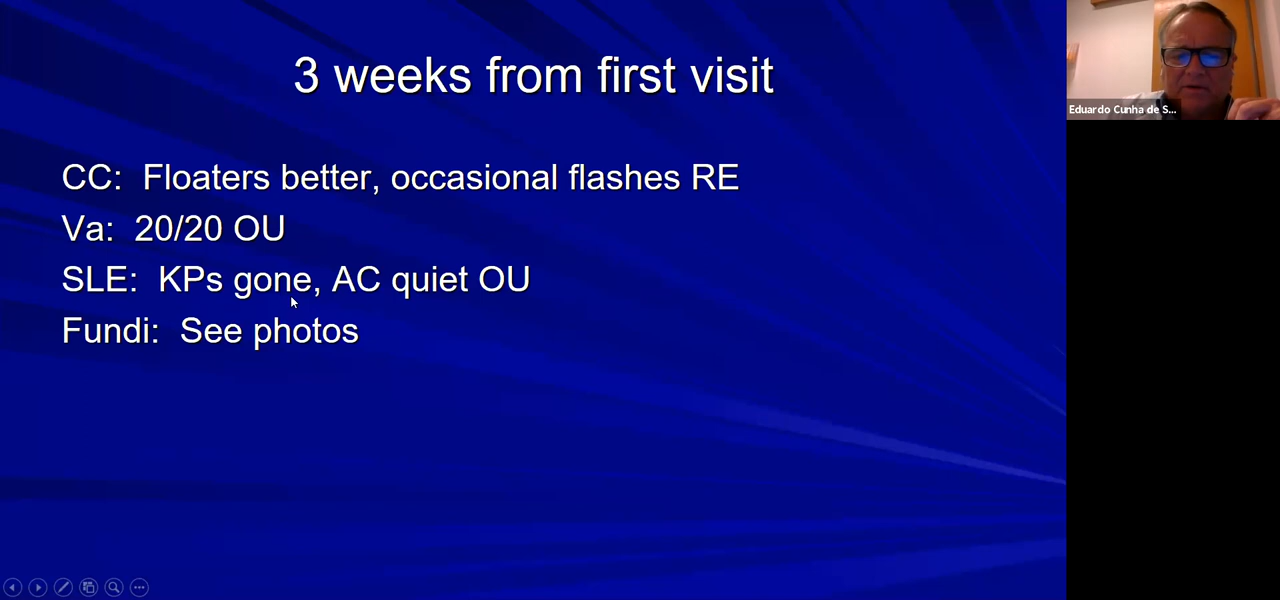 3 weeks from first visit
CC: Floaters better, occasional flashes RE
Va: 20/20 OU
SLE: KPs gone, AC quiet OU
Fundi: See photos
Eduardo Cunha de S...